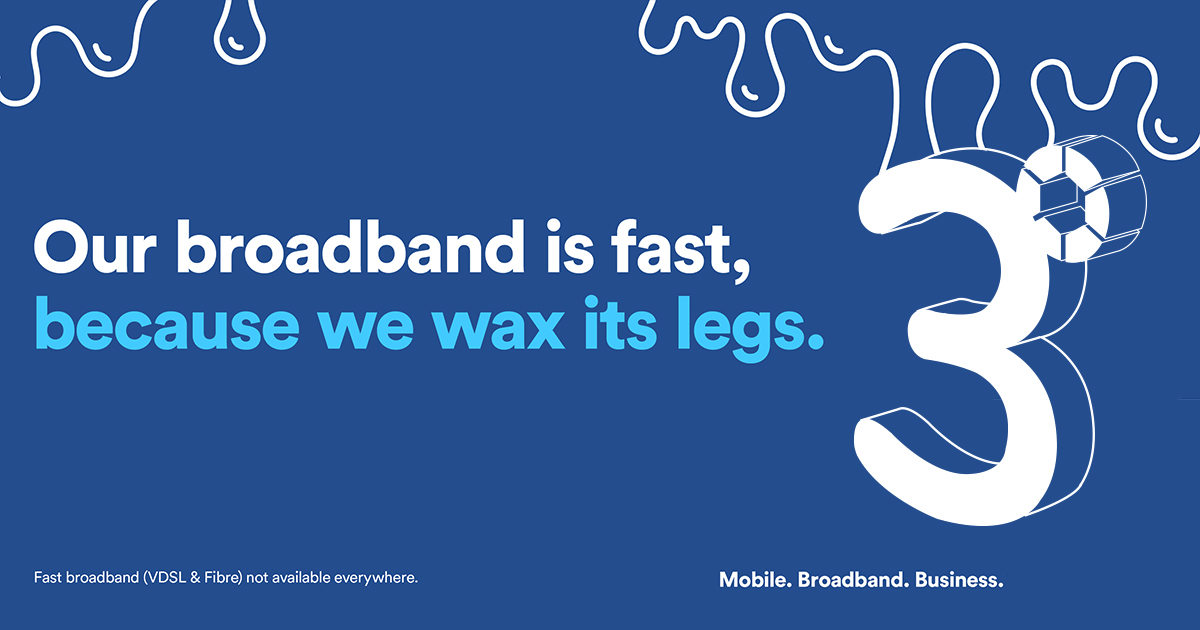 Our broadband is fast,
because we wax its legs.
3
Fast broadband (VDSL & Fibre) not available everywhere.
Mobile. Broadband. Business.